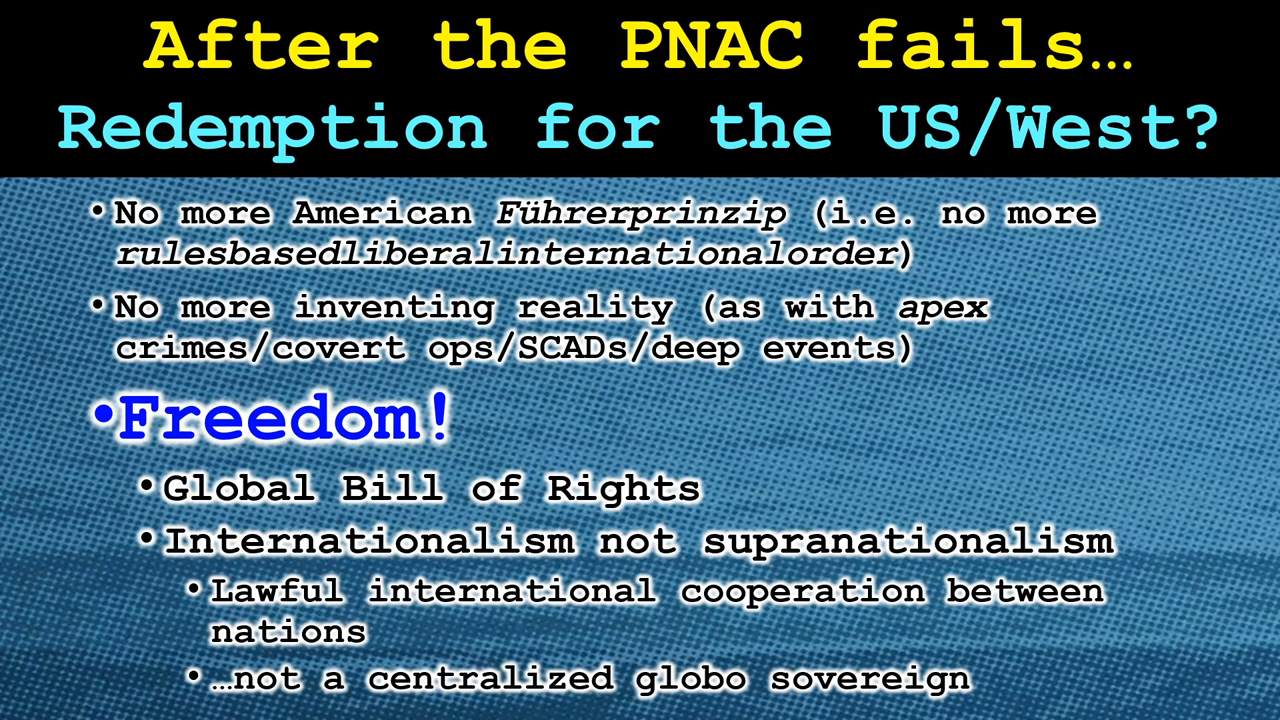 After the PNAC fails…
Redemption for the US/West?
• No more American Führerprinzip (i.e. no more
rulesbasedliberalinternationalorder)
• No more inventing reality (as with apex
crimes/covert ops/SCADs/deep events)
• Freedom!
• Global Bill of Rights
• Internationalism not supranationalism
• Lawful international cooperation between
nations
• …not a centralized globo sovereign